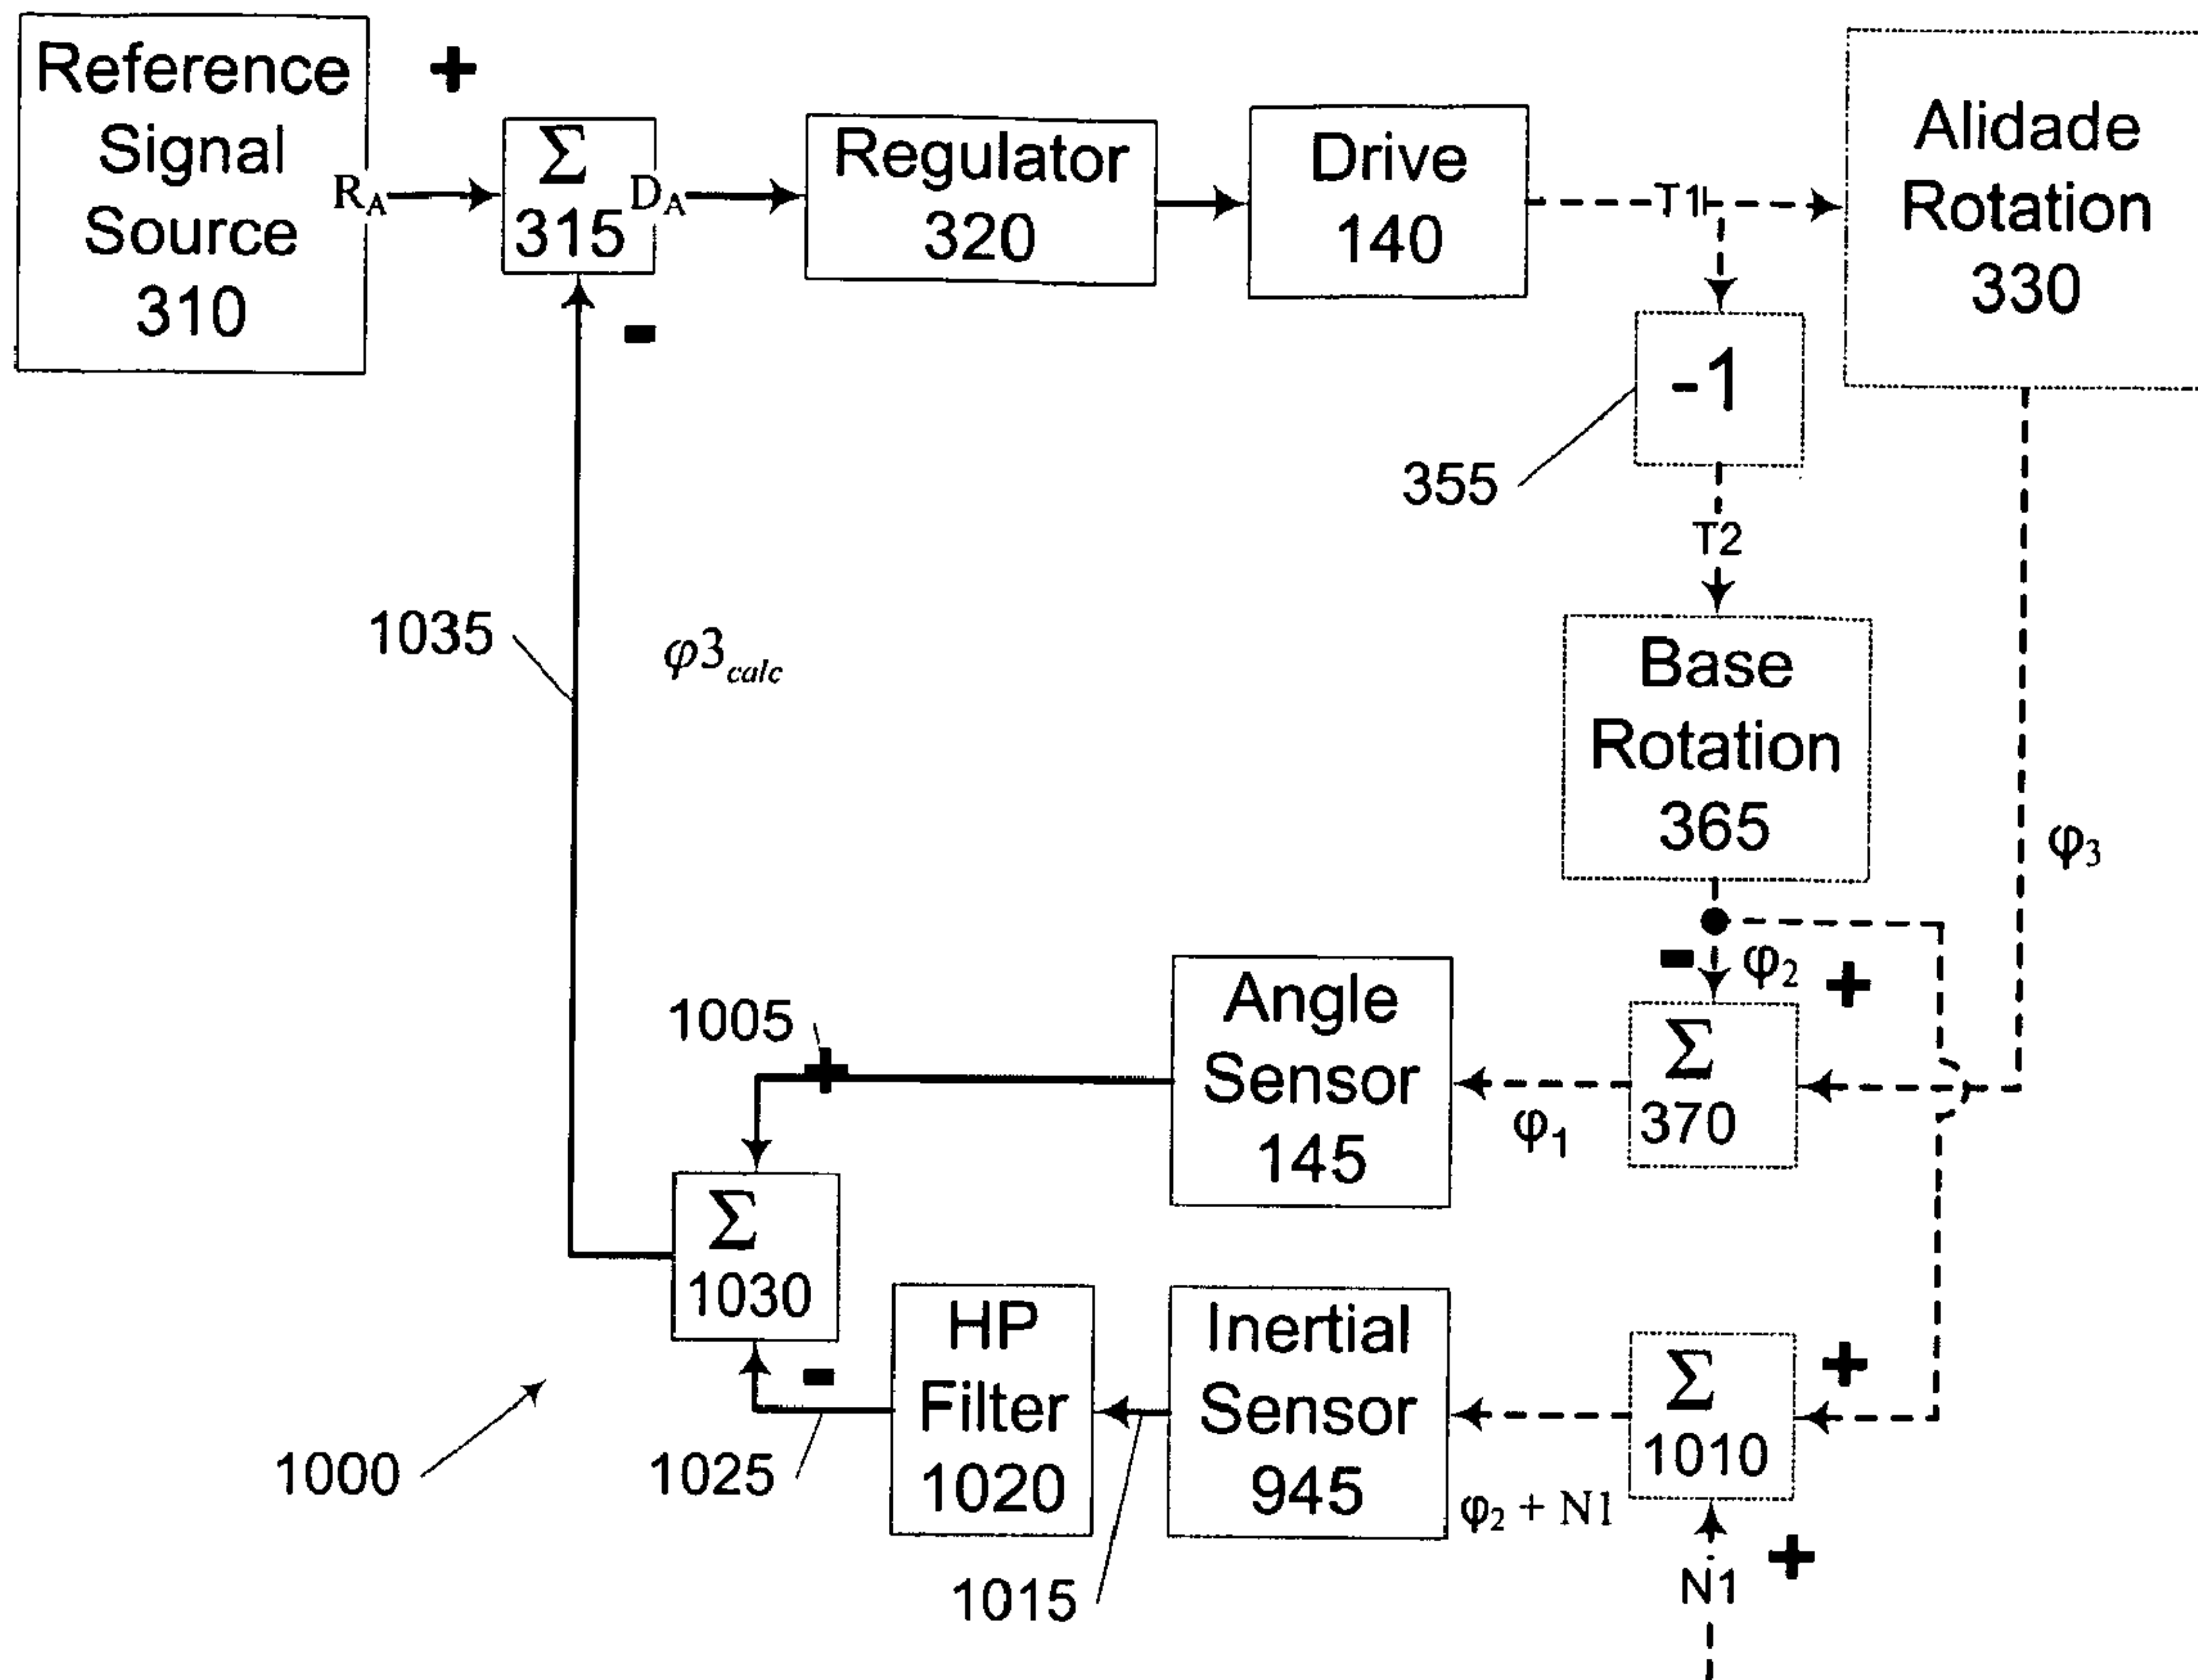 Reference
Signal
Source
310
R_A
+
Σ
315
D_A
-
Regulator
320
Drive
140
T1
Alidade
Rotation
330
-1
355
T2
Base
Rotation
365
φ₃
1035
φ3_calc
- φ₂ +
Σ
370
φ₁
Angle
Sensor
145
1005
+
Σ
1030
-
HP
Filter
1020
Inertial
Sensor
945
+
Σ
1010
φ₂ + N1
+
N1
1000
1025
1015